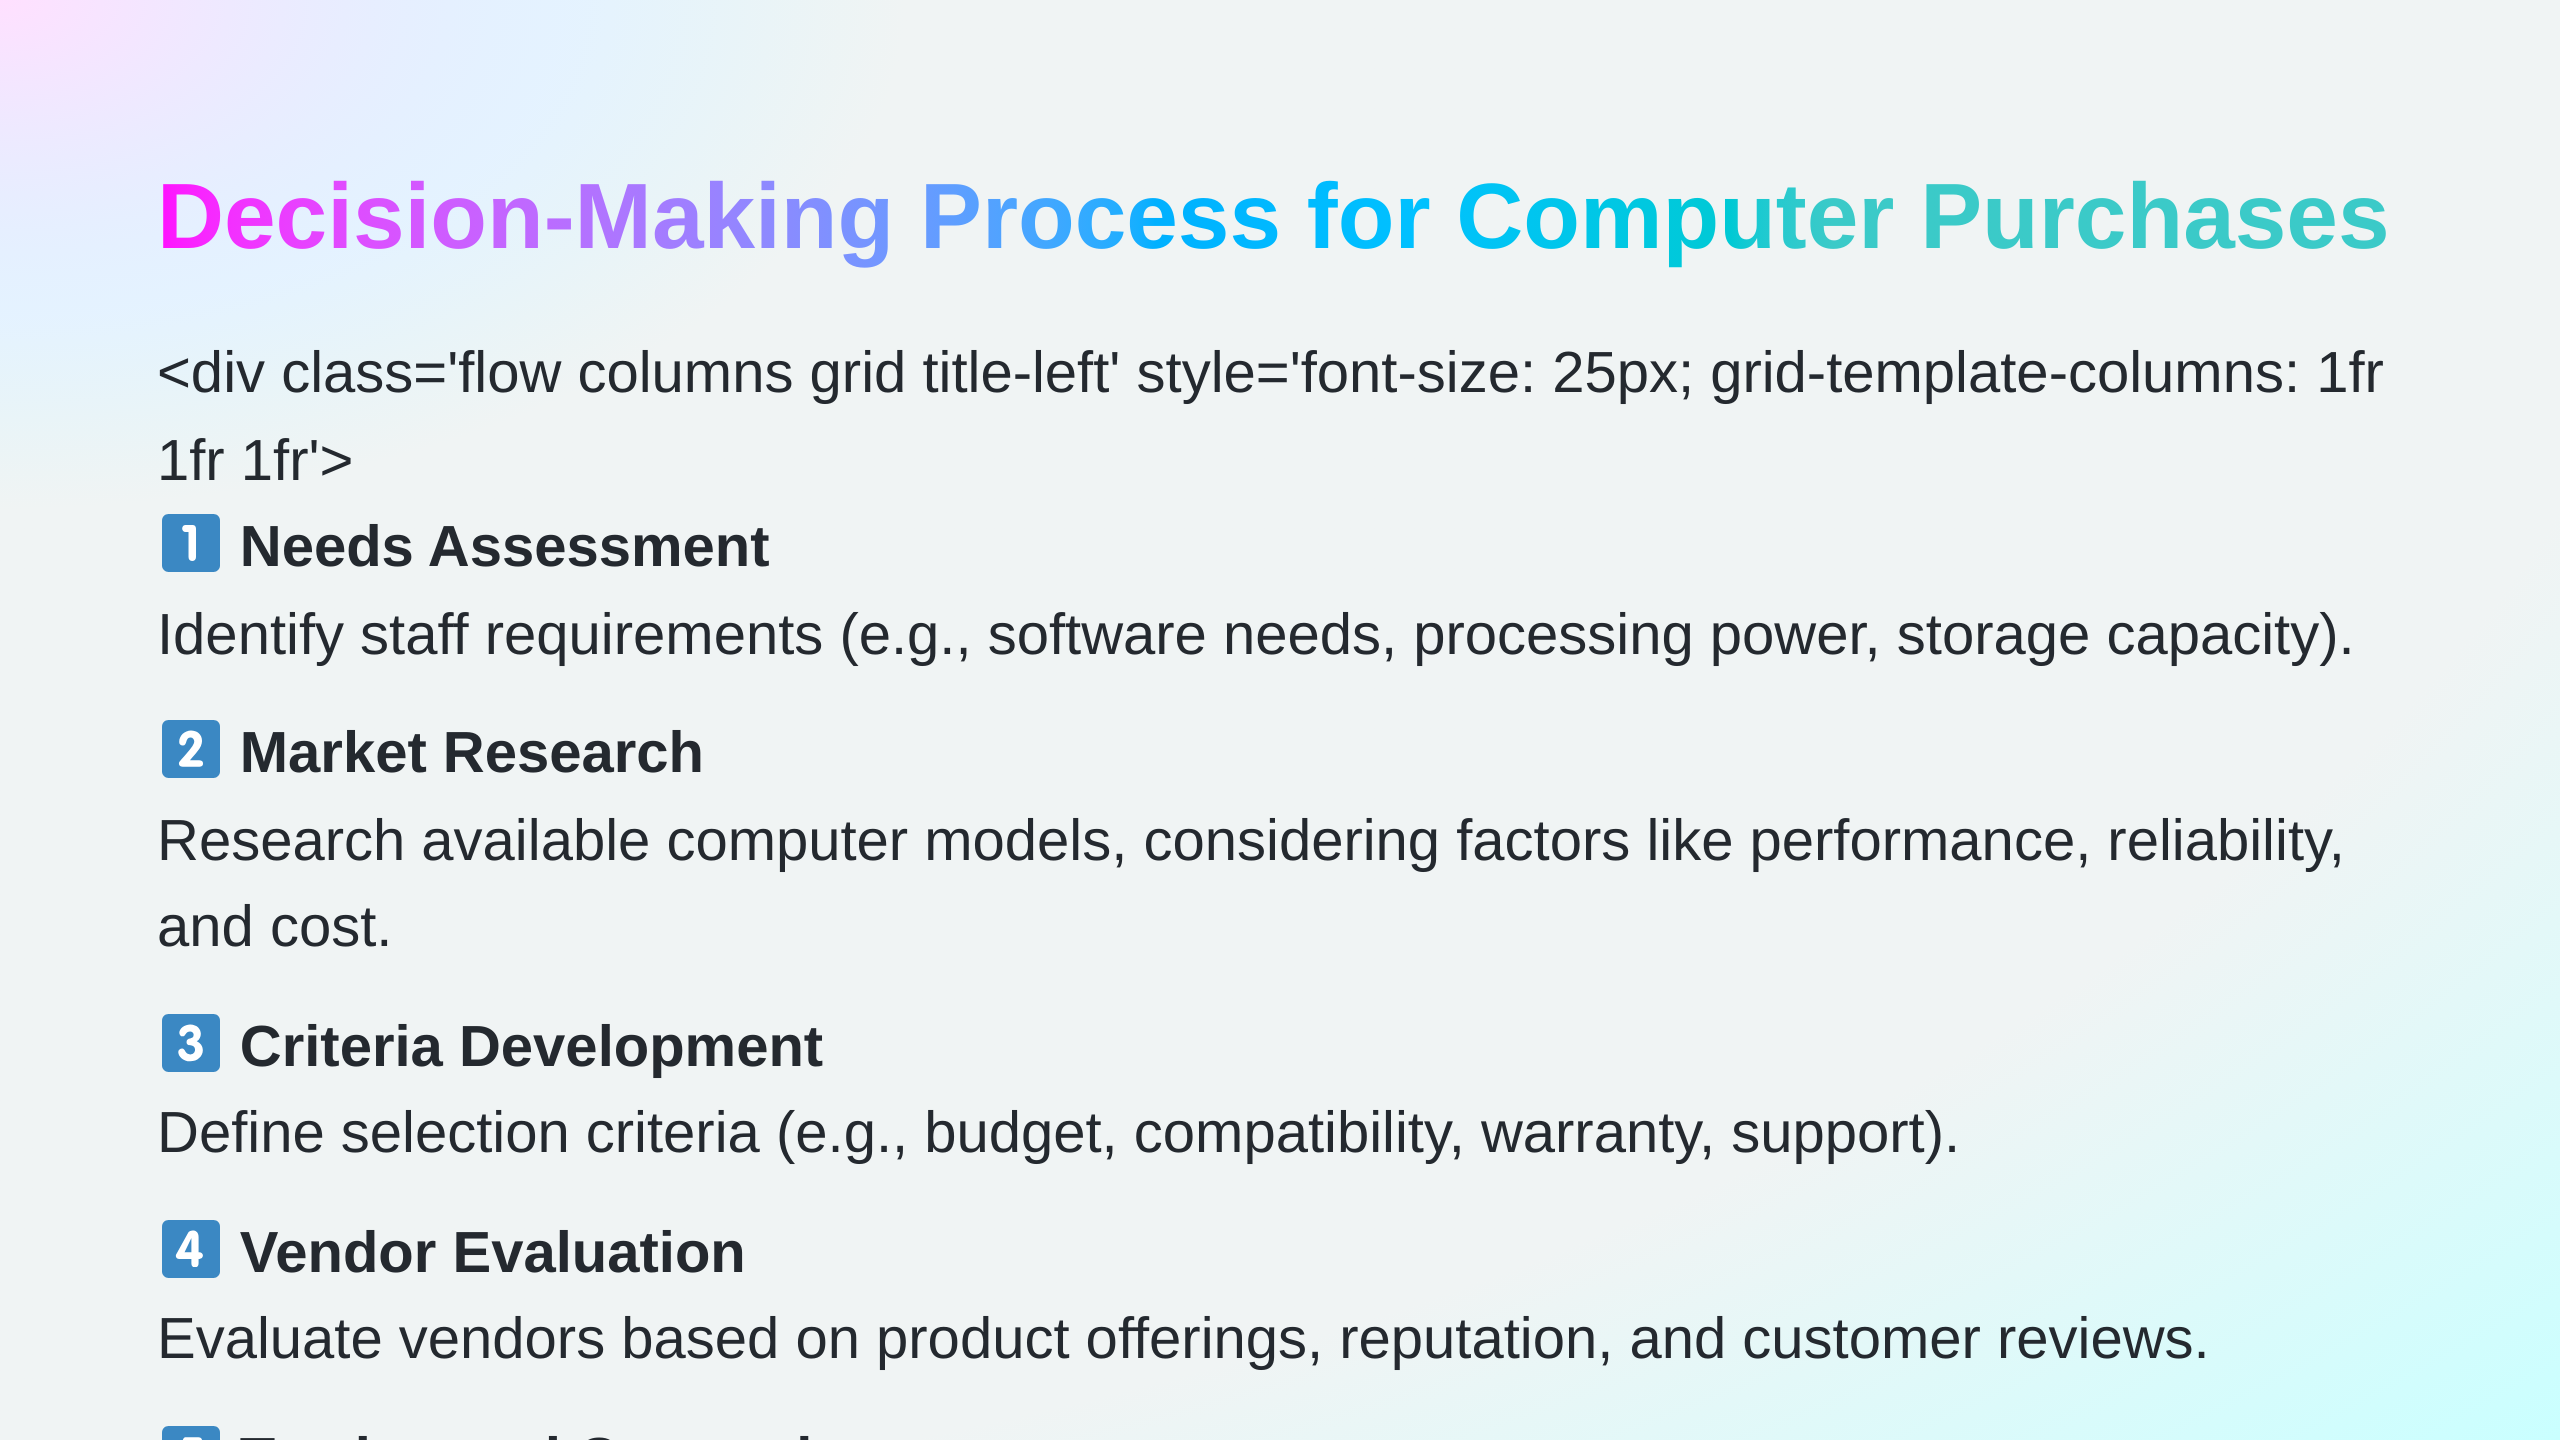 Decision-Making Process for Computer Purchases
<div class='flow columns grid title-left' style='font-size: 25px; grid-template-columns: 1fr
1fr 1fr'>
1 Needs Assessment
Identify staff requirements (e.g., software needs, processing power, storage capacity).
2 Market Research
Research available computer models, considering factors like performance, reliability,
and cost.
3 Criteria Development
Define selection criteria (e.g., budget, compatibility, warranty, support).
4 Vendor Evaluation
Evaluate vendors based on product offerings, reputation, and customer reviews.